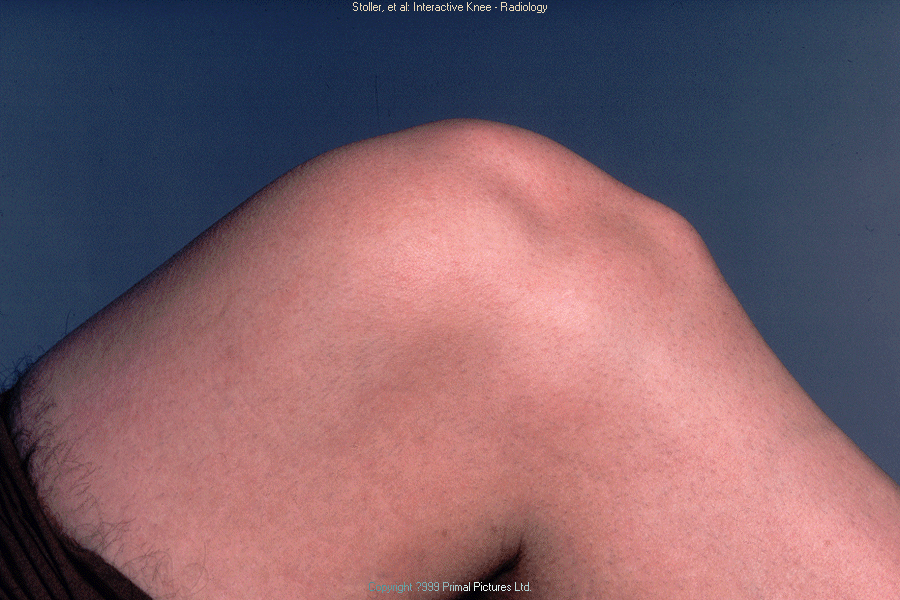 Stoller, et al: Interactive Knee - Radiology
Copyright ?999 Primal Pictures Ltd.